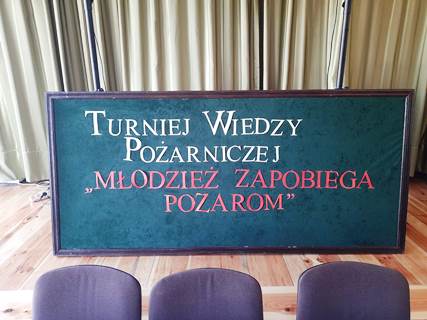 TURNIEJ WIEDZY
POŻARNICZEJ
„MŁODZIEŻ ZAPOBIEGA
POŻAROM”